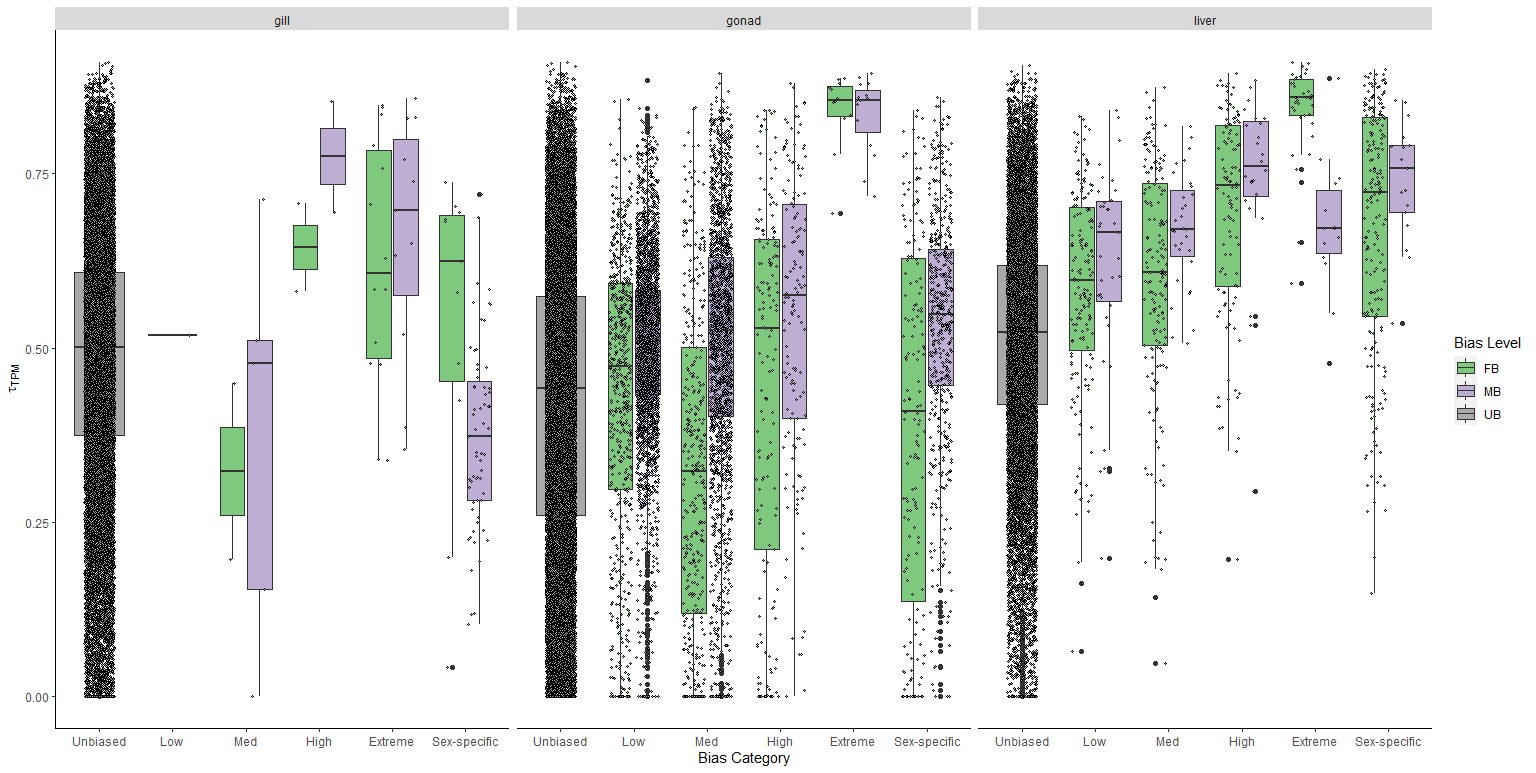 gill gonad liver
0.75
0.50
0.25
0.00
τTPM
Unbiased Low Med High Extreme Sex-specific Unbiased Low Med High Extreme Sex-specific Unbiased Low Med High Extreme Sex-specific
Bias Category
Bias Level
FB
MB
UB